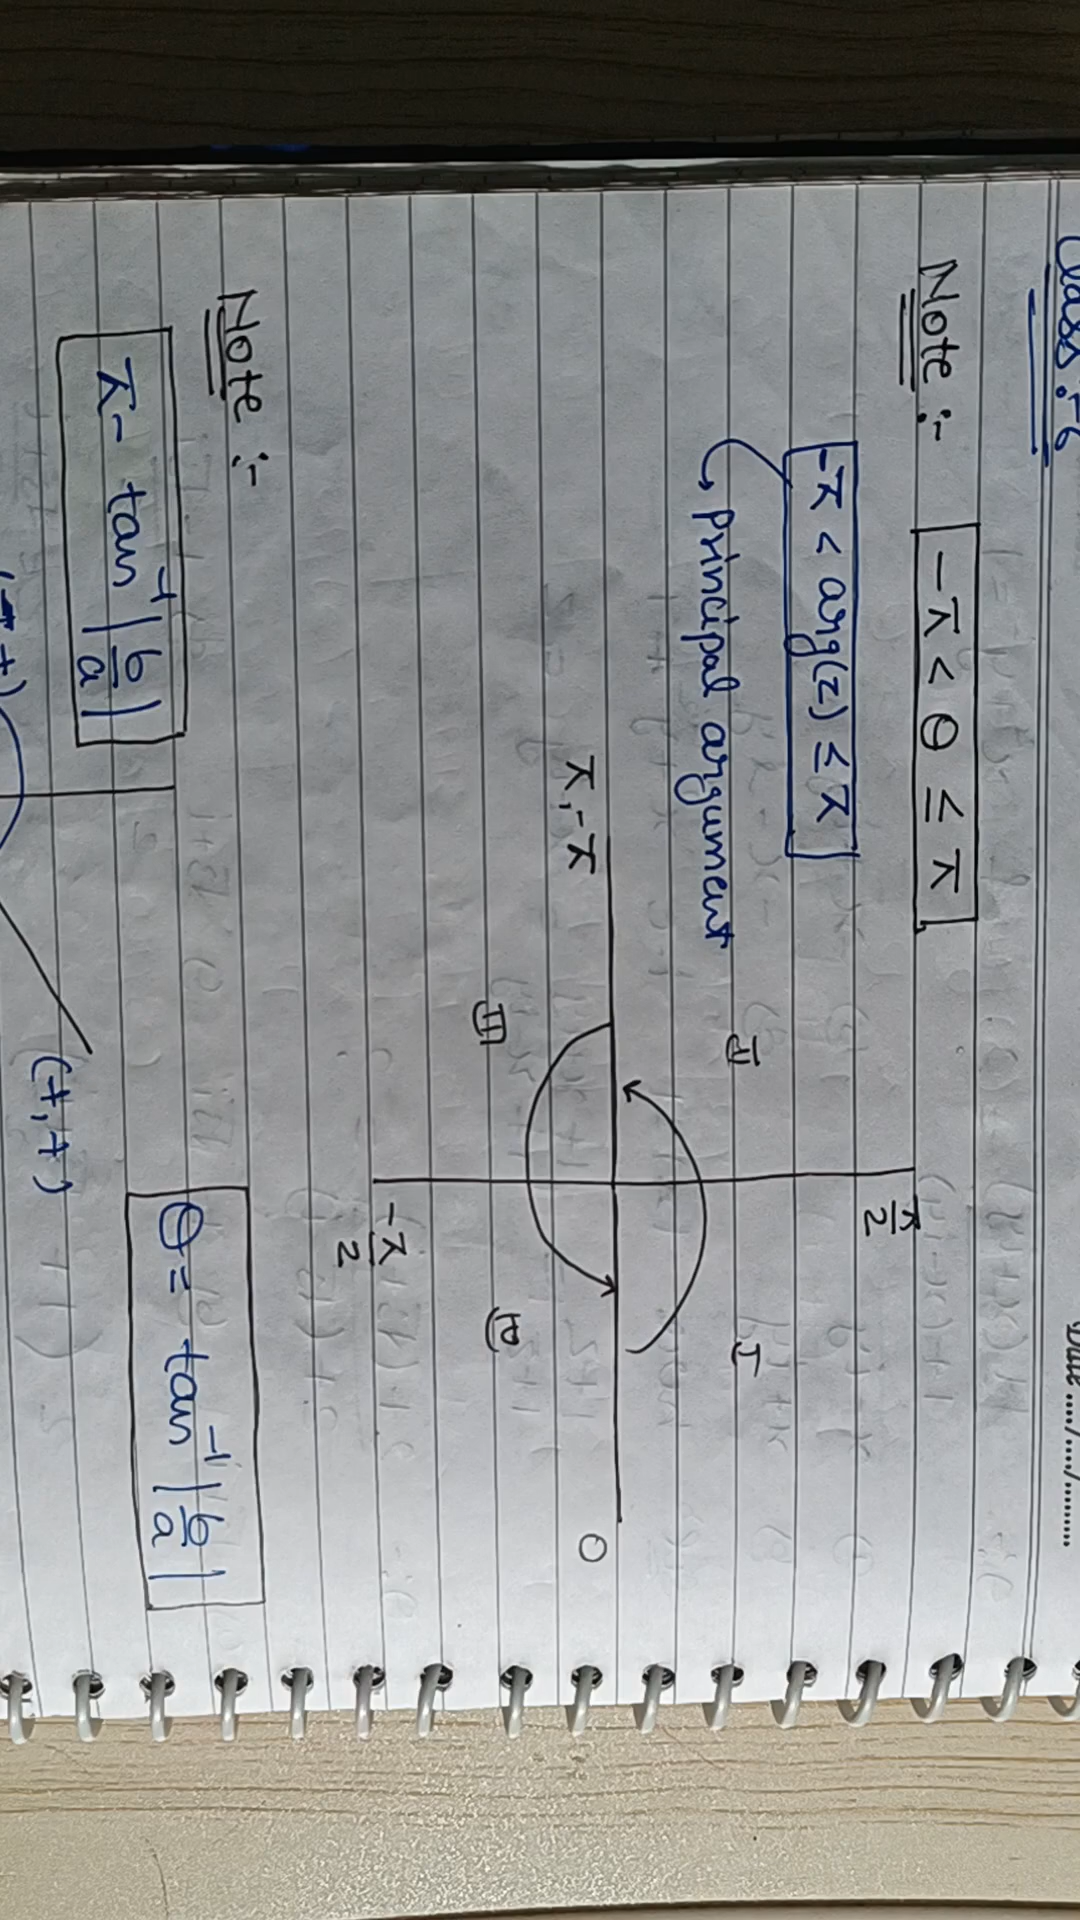 Class :- 6
Date ..../..../.........
Note :- -π < θ ≤ π
-π < arg(z) ≤ π
↳ Principal argument
π/2
II I
π, -π 0
III IV
-π/2
Note :-
π - tan⁻¹ |b/a| θ = tan⁻¹ |b/a|
(-, +) (+, +)